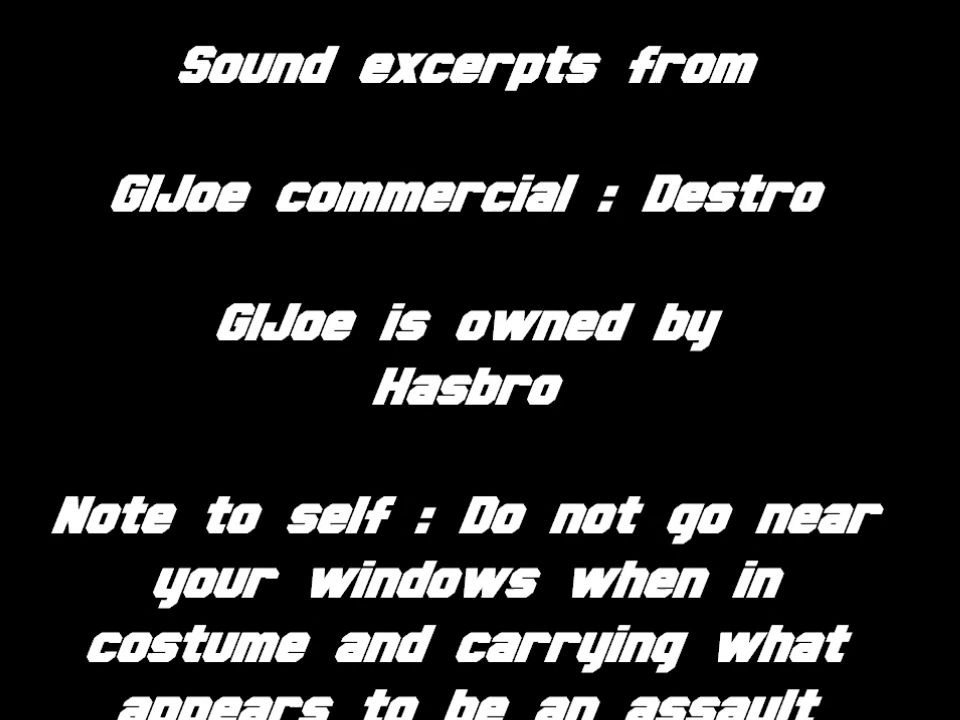 Sound excerpts from
GIJoe commercial : Destro
GIJoe is owned by
Hasbro
Note to self : Do not go near
your windows when in
costume and carrying what
appears to be an assault